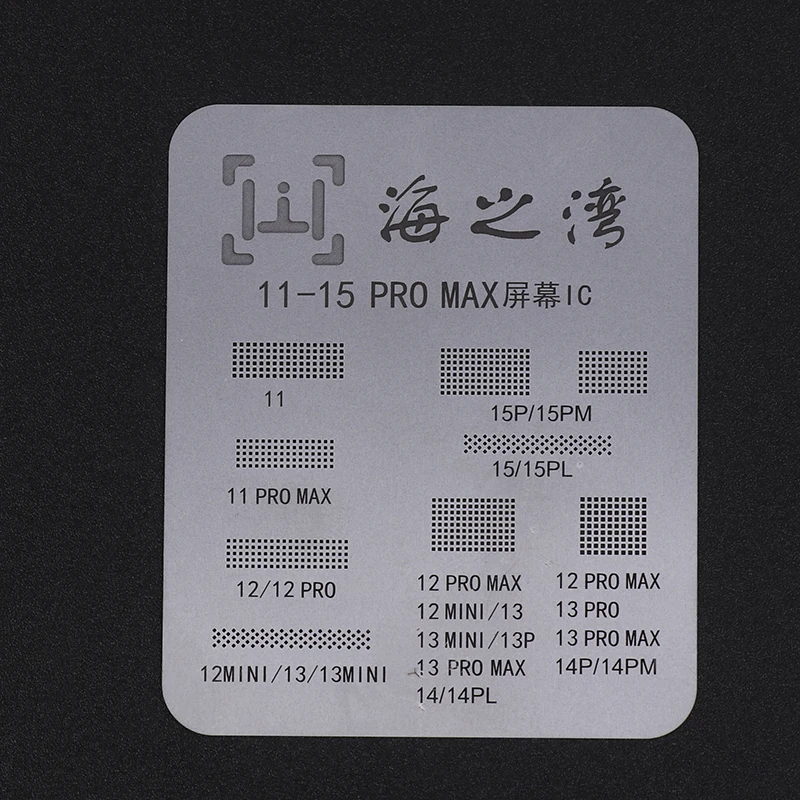 海之湾
11-15 PRO MAX屏幕IC
11
15P/15PM
15/15PL
11 PRO MAX
12/12 PRO
12MINI/13/13MINI
12 PRO MAX
12 MINI/13
13 MINI/13P
13 PRO MAX
14/14PL
12 PRO MAX
13 PRO
13 PRO MAX
14P/14PM